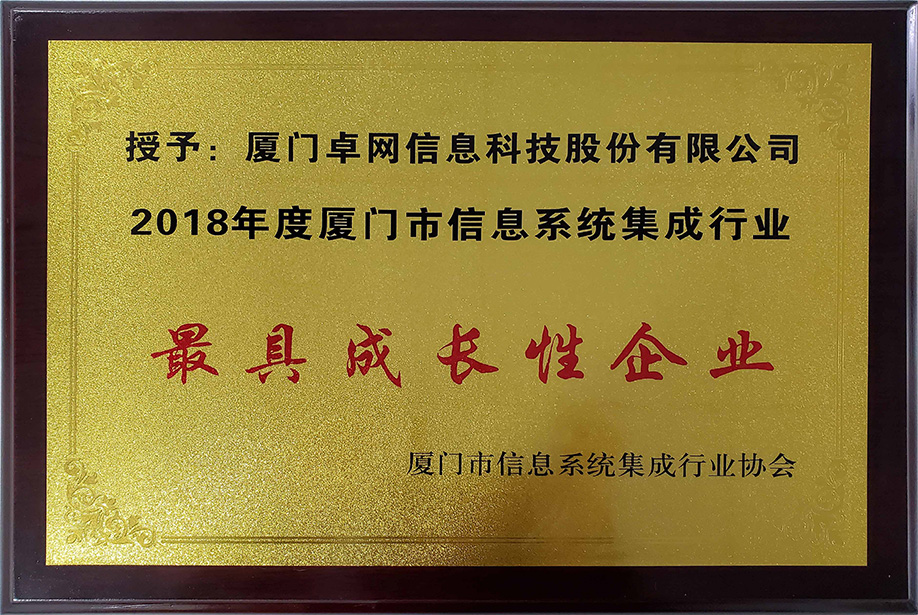 授予：厦门卓网信息科技股份有限公司
2018年度厦门市信息系统集成行业
最具成长性企业
厦门市信息系统集成行业协会